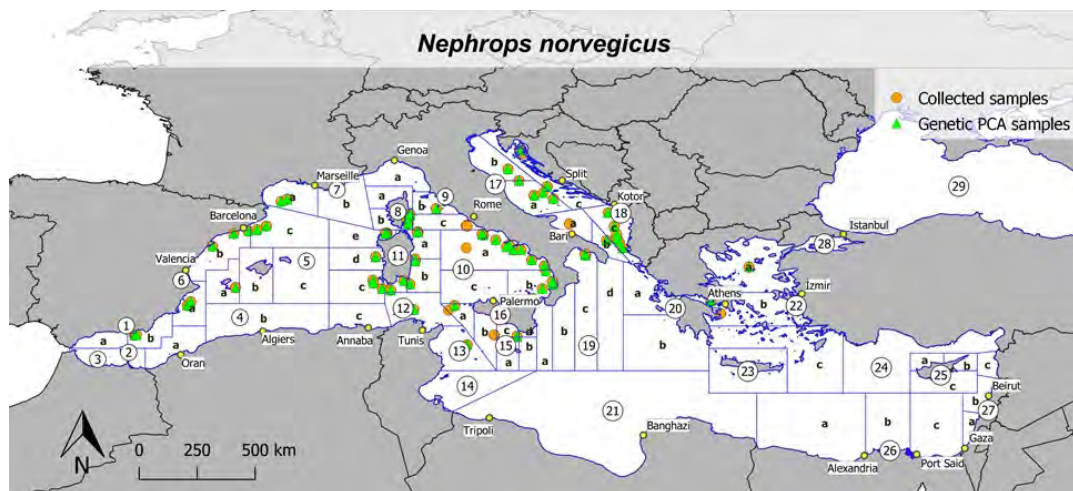 Nephrops norvegicus
Collected samples
Genetic PCA samples
Genoa
a
Marseille
7
a
b
b
8
9
b
17
Split
Rome
c
c
Kotor
18
29
Barcelona
c
e
a
Bari
a
c
b
Istanbul
28
Valencia
b
5
d
11
a
10
a
b
6
a
b
c
c
b
c
Palermo
16
d
a
20
Athens
a
b
İzmir
22
1
a
b
4
b
Algiers
c
Annaba
12
Tunis
a
b
c
d
15
b
a
b
c
19
b
3
2
a
Oran
13
a
a
23
c
24
a
b
c
25
c
Beirut
14
21
a
b
c
b
27
a
Gaza
Tripoli
Banghazi
Alexandria
26
Port Said
0
250
500 km
N